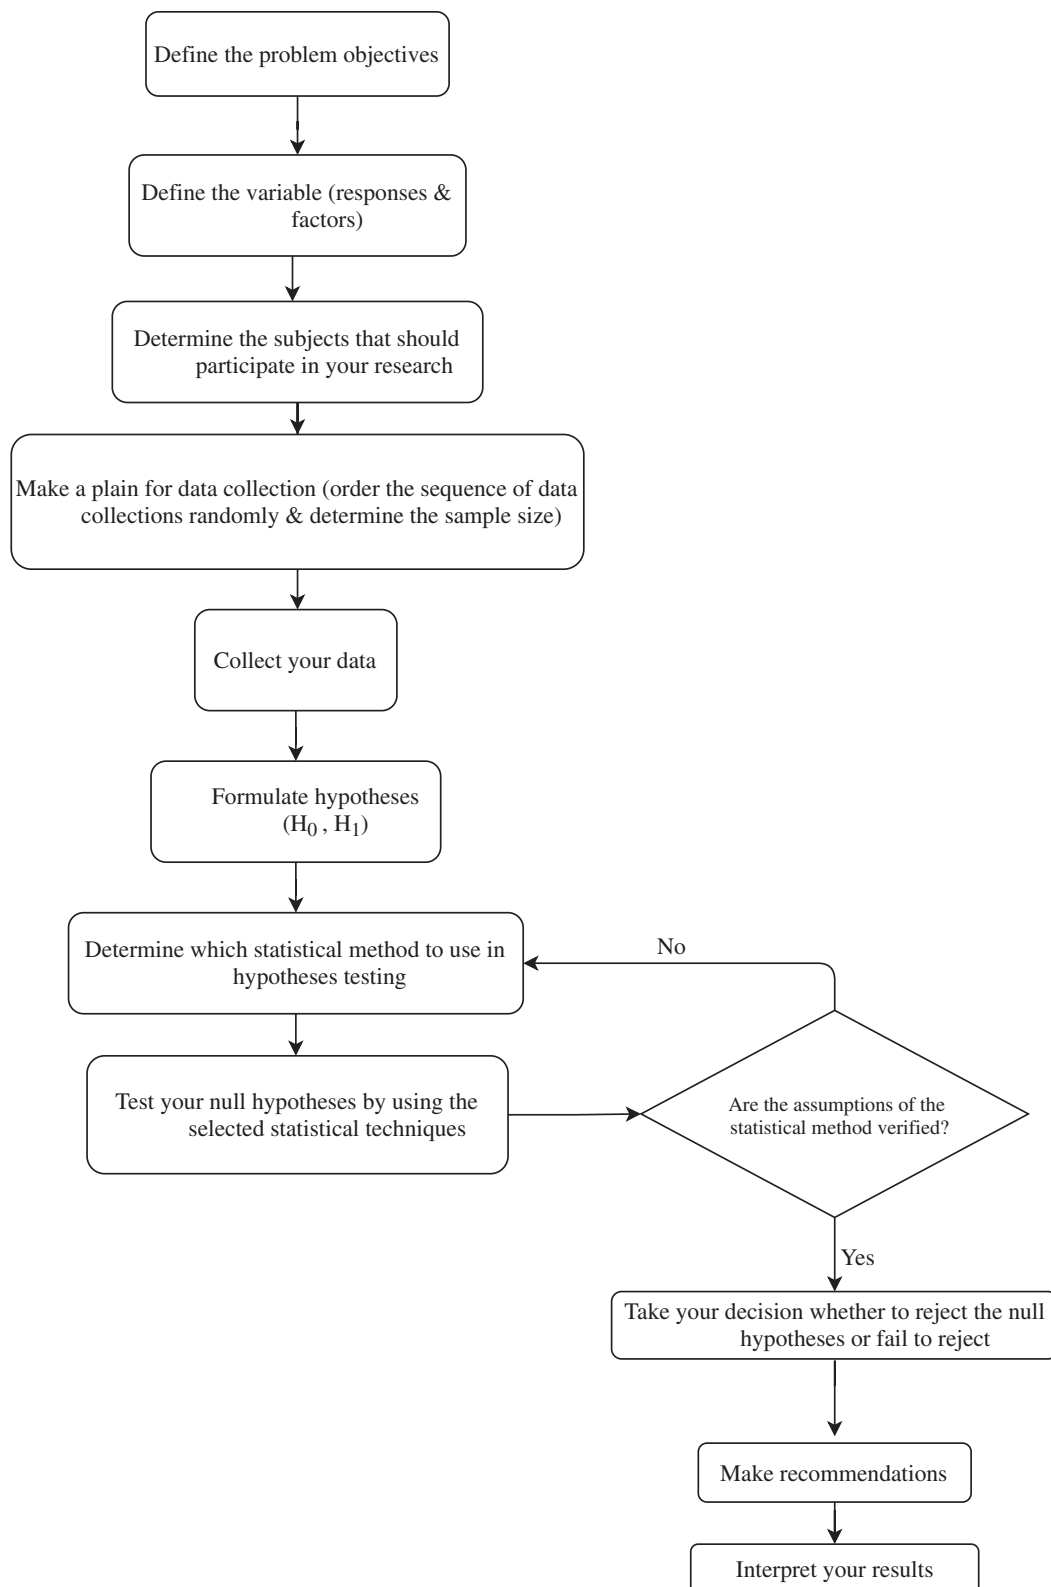 Define the problem objectives
Define the variable (responses &
factors)
Determine the subjects that should
participate in your research
Make a plain for data collection (order the sequence of data
collections randomly & determine the sample size)
Collect your data
Formulate hypotheses
(H0 , H1)
Determine which statistical method to use in
hypotheses testing
No
Test your null hypotheses by using the
selected statistical techniques
Are the assumptions of the
statistical method verified?
Yes
Take your decision whether to reject the null
hypotheses or fail to reject
Make recommendations
Interpret your results